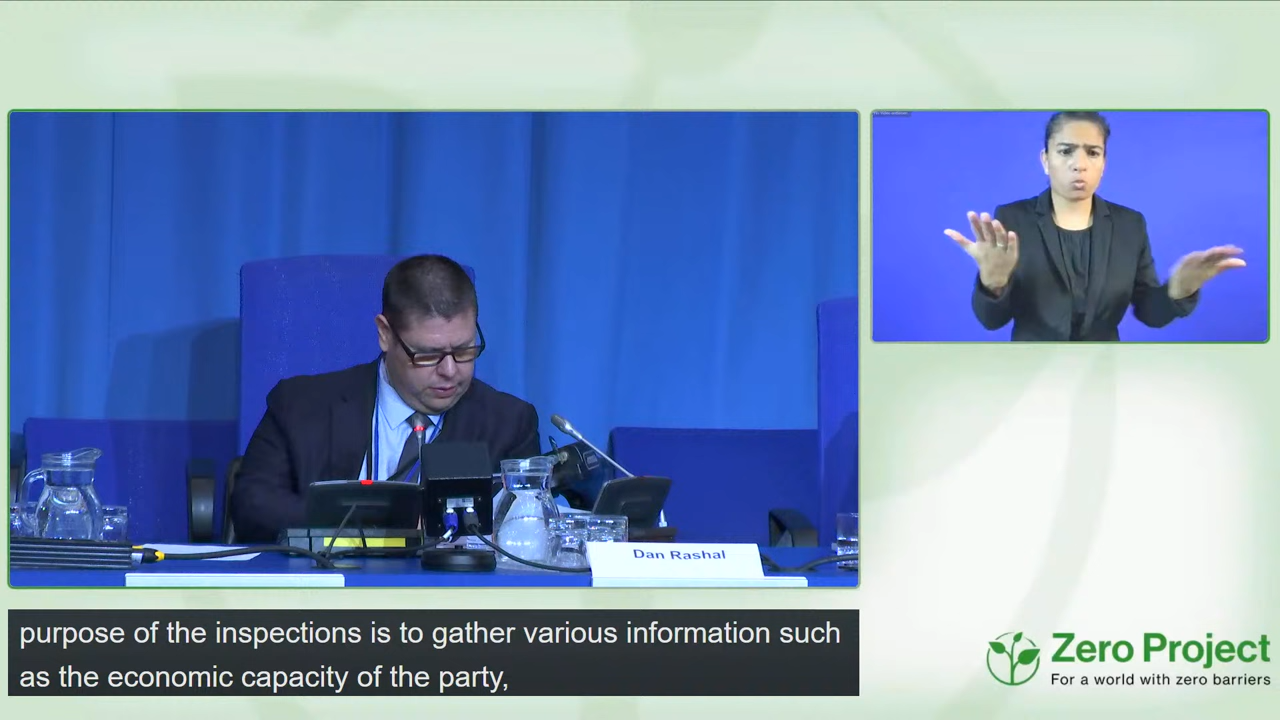 Dan Rashal
purpose of the inspections is to gather various information such
as the economic capacity of the party,
Zero Project
For a world with zero barriers